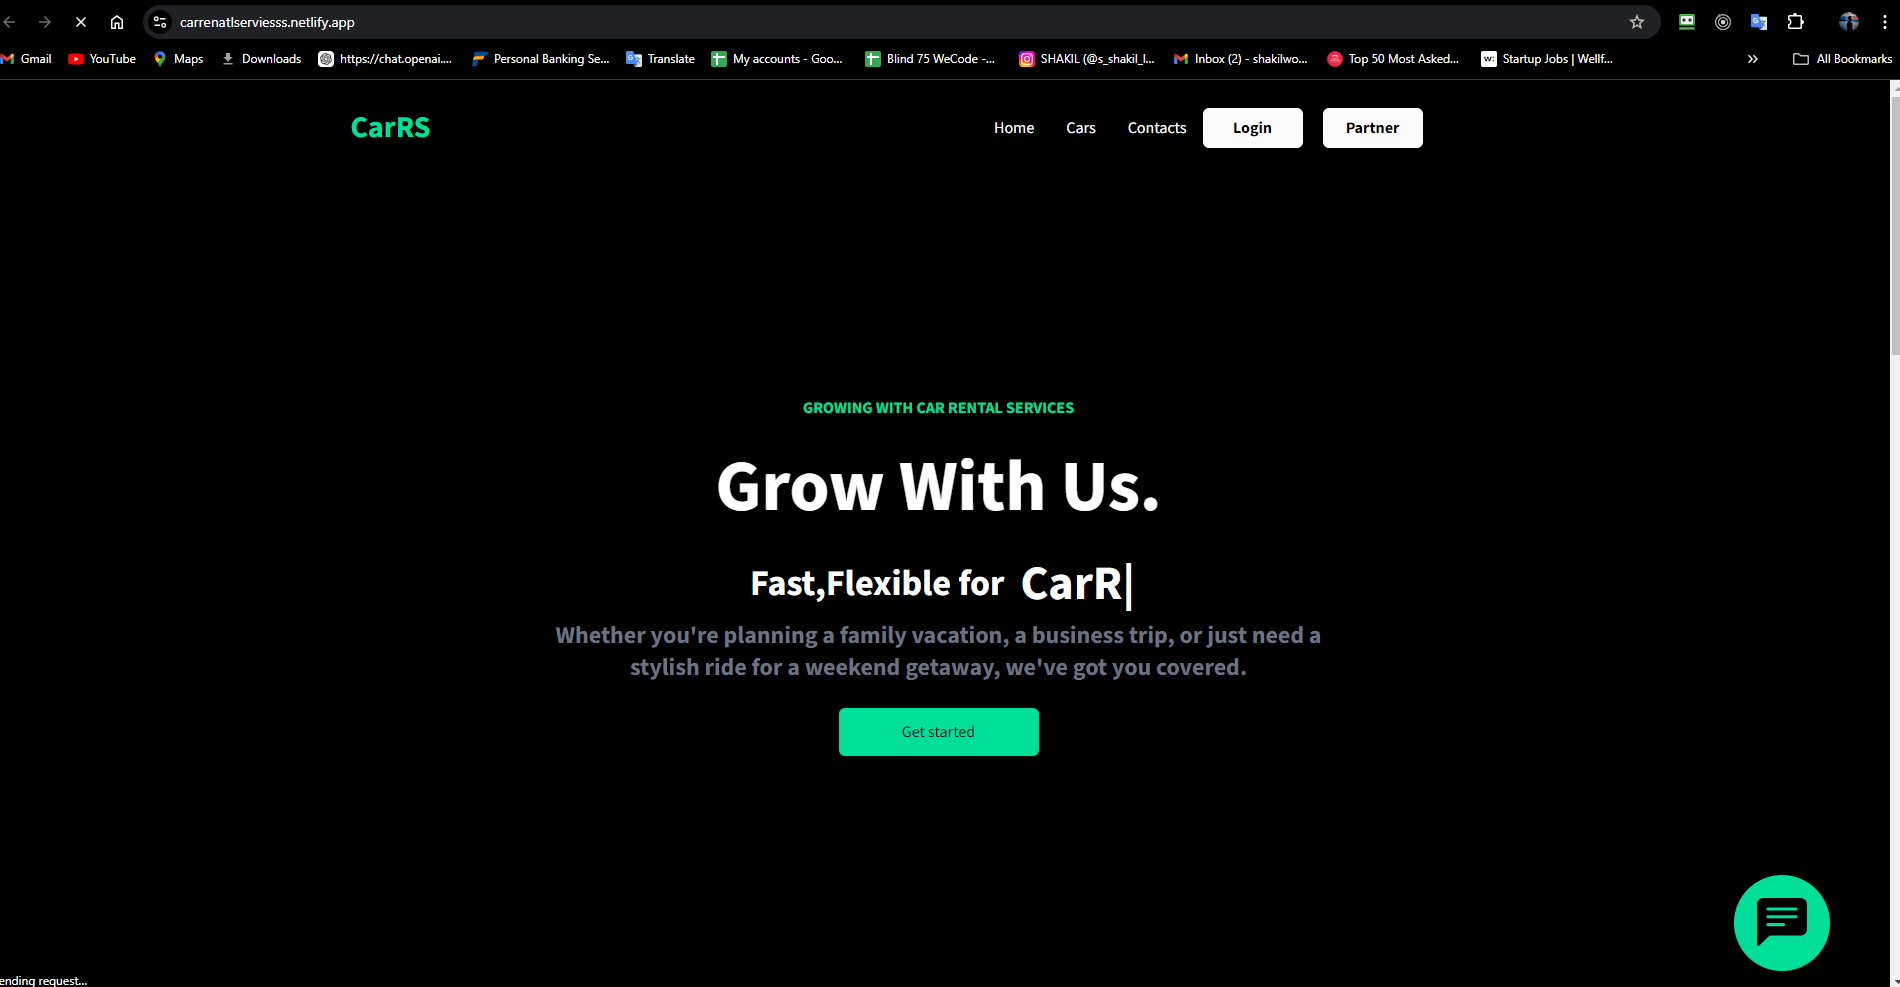 carrenatlserviesss.netlify.app
Gmail YouTube Maps Downloads https://chat.openai.... Personal Banking Se... Translate My accounts - Goo... Blind 75 WeCode -... SHAKIL (@s_shakil_l... Inbox (2) - shakilwo... Top 50 Most Asked... W: Startup Jobs | Wellf... » All Bookmarks
CarRS Home Cars Contacts Login Partner
GROWING WITH CAR RENTAL SERVICES
Grow With Us.
Fast,Flexible for CarR|
Whether you're planning a family vacation, a business trip, or just need a
stylish ride for a weekend getaway, we've got you covered.
Get started
ending request...